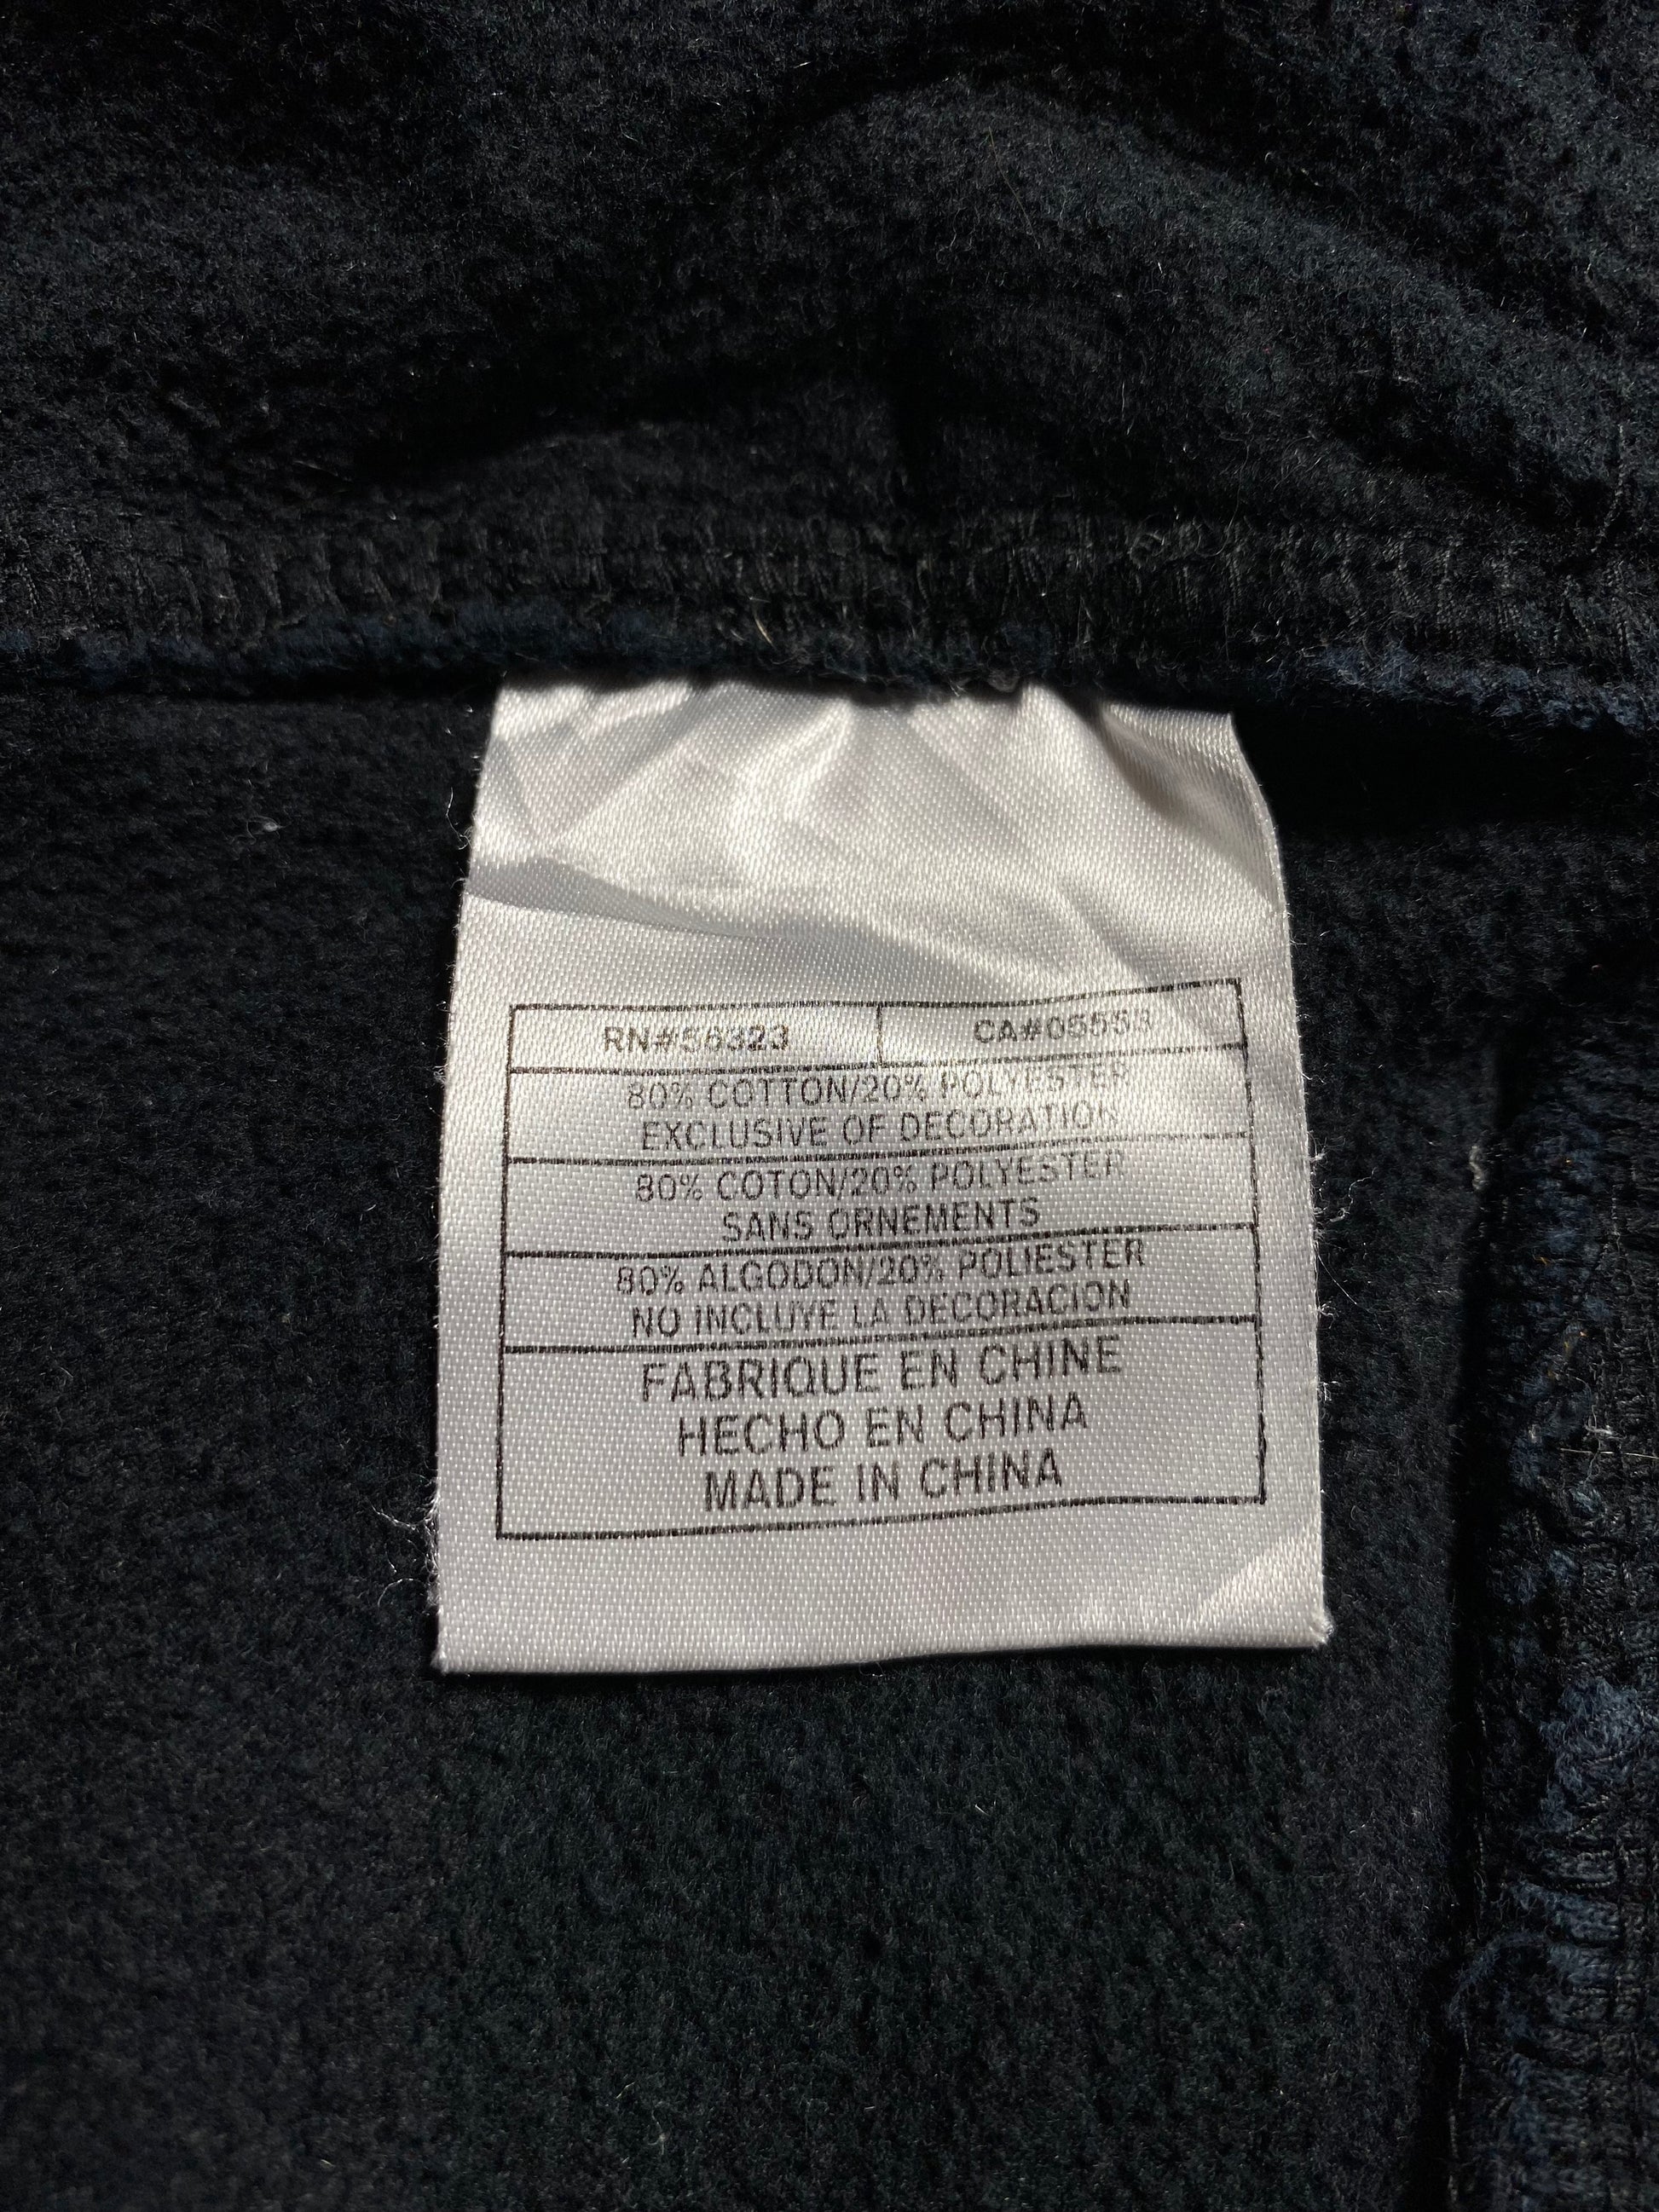 RN#56323 CA#05553
80% COTTON/20% POLYESTER
EXCLUSIVE OF DECORATION
80% COTON/20% POLYESTER
SANS ORNEMENTS
80% ALGODON/20% POLIESTER
NO INCLUYE LA DECORACION
FABRIQUE EN CHINE
HECHO EN CHINA
MADE IN CHINA